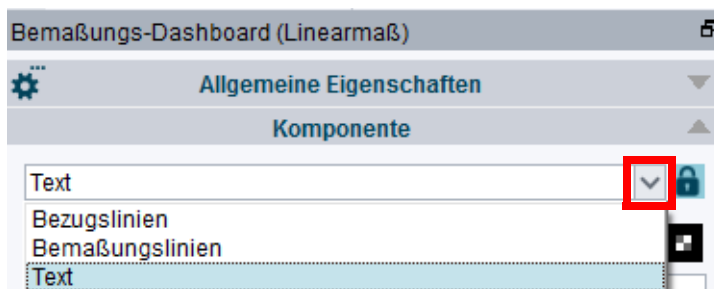 Bemaßungs-Dashboard (Linearmaß)
Allgemeine Eigenschaften
Komponente
Text
Bezugslinien
Bemaßungslinien
Text